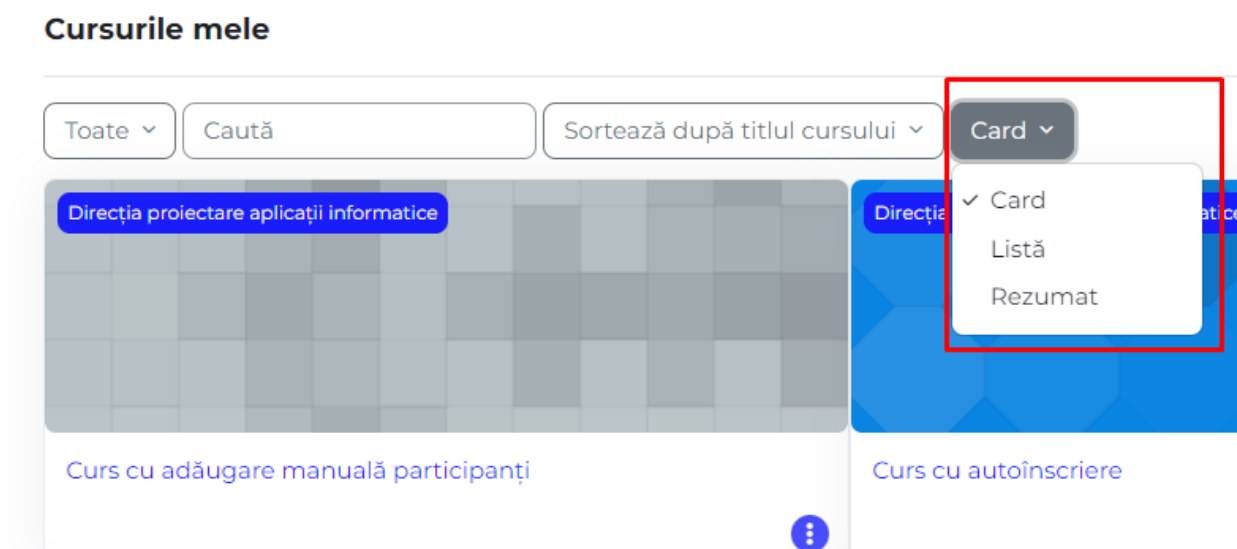 Cursurile mele
Toate
Caută
Sortează după titlul cursului
Card
Card
Listă
Rezumat
Direcția proiectare aplicații informatice
Direcția
Curs cu adăugare manuală participanți
Curs cu autoînscriere